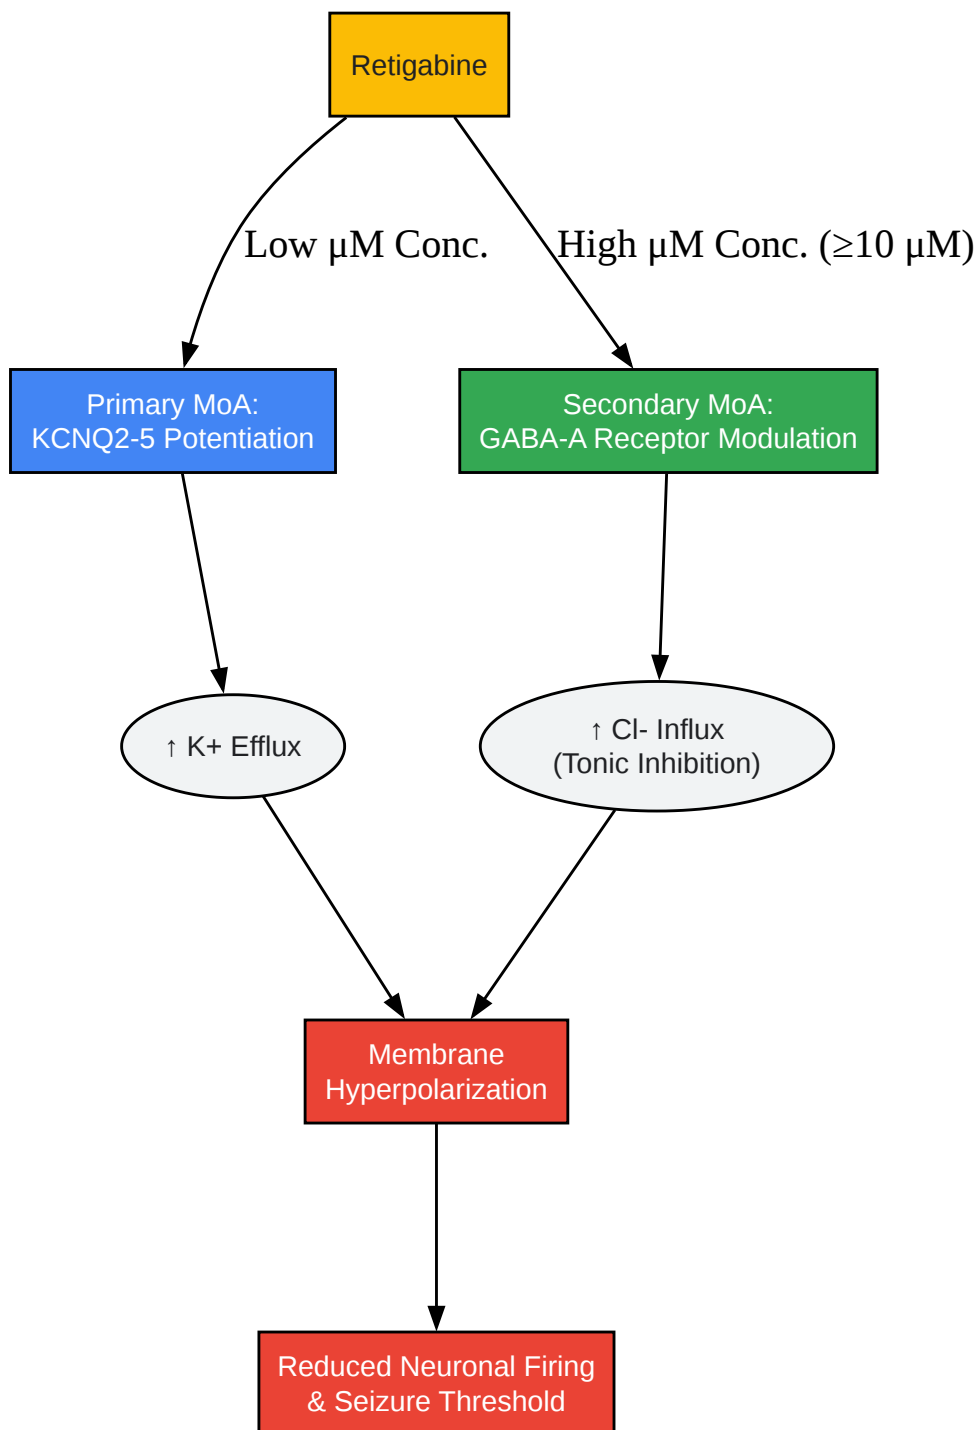 Retigabine
Low μM Conc.
High μM Conc. (≥10 μM)
Primary MoA:
KCNQ2-5 Potentiation
Secondary MoA:
GABA-A Receptor Modulation
↑ K+ Efflux
↑ Cl- Influx
(Tonic Inhibition)
Membrane
Hyperpolarization
Reduced Neuronal Firing
& Seizure Threshold